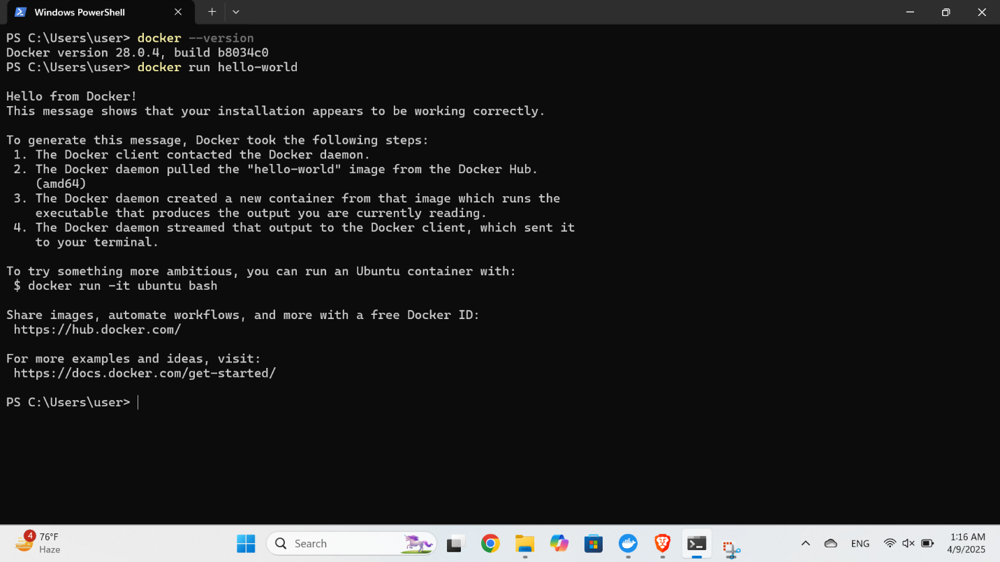 Windows PowerShell
PS C:\Users\user> docker --version
Docker version 28.0.4, build b8034c0
PS C:\Users\user> docker run hello-world
Hello from Docker!
This message shows that your installation appears to be working correctly.
To generate this message, Docker took the following steps:
1. The Docker client contacted the Docker daemon.
2. The Docker daemon pulled the "hello-world" image from the Docker Hub.
(amd64)
3. The Docker daemon created a new container from that image which runs the
executable that produces the output you are currently reading.
4. The Docker daemon streamed that output to the Docker client, which sent it
to your terminal.
To try something more ambitious, you can run an Ubuntu container with:
$ docker run -it ubuntu bash
Share images, automate workflows, and more with a free Docker ID:
https://hub.docker.com/
For more examples and ideas, visit:
https://docs.docker.com/get-started/
PS C:\Users\user>
4
76°F
Haze
Search
ENG
1:16 AM
4/9/2025